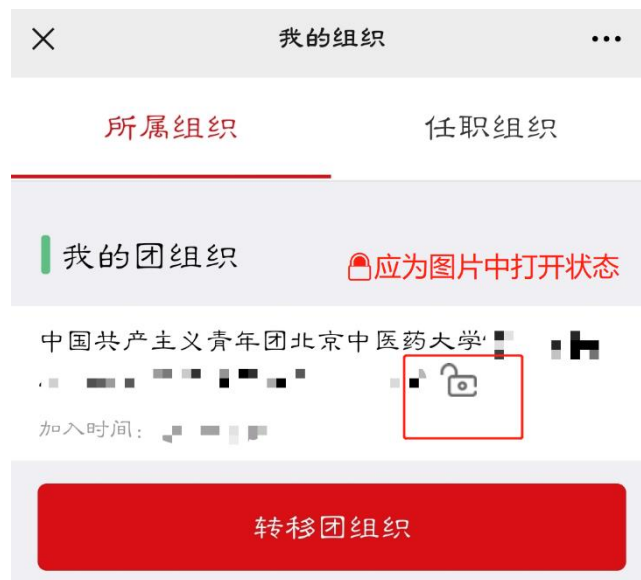 我的组织
所属组织
任职组织
我的团组织
应为图片中打开状态
中国共产主义青年团北京中医药大学
加入时间：
转移团组织